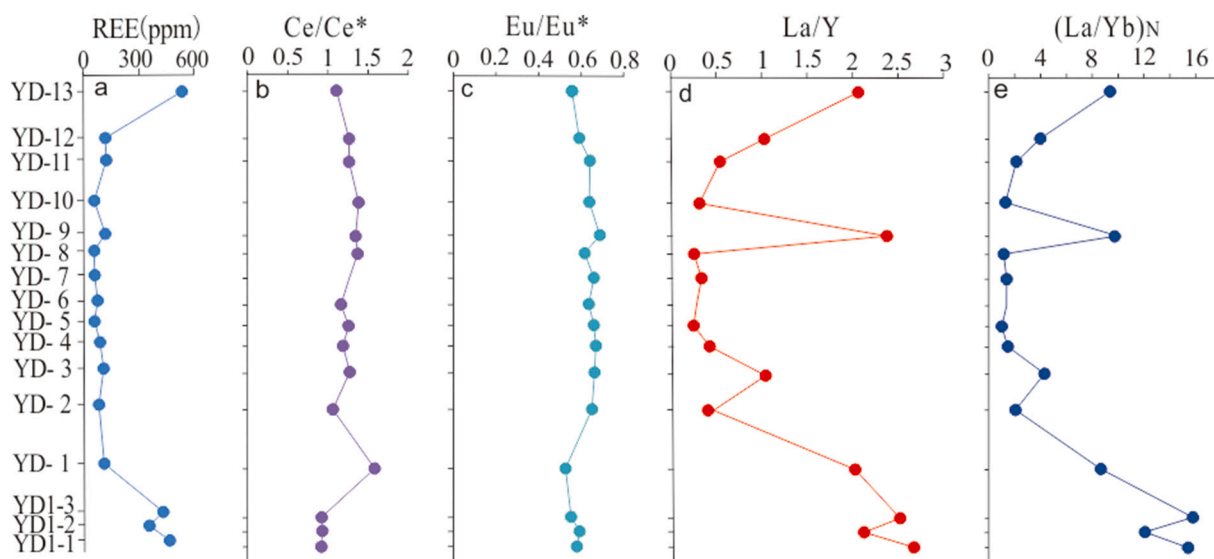 REE(ppm) Ce/Ce* Eu/Eu* La/Y (La/Yb)N
0 300 600 0 0.5 1 1.5 2 0 0.2 0.4 0.6 0.8 0 0.5 1 1.5 2 2.5 3 0 4 8 12 16
a b c d e
YD-13
YD-12
YD-11
YD-10
YD- 9
YD- 8
YD- 7
YD- 6
YD- 5
YD- 4
YD- 3
YD- 2
YD- 1
YD1-3
YD1-2
YD1-1